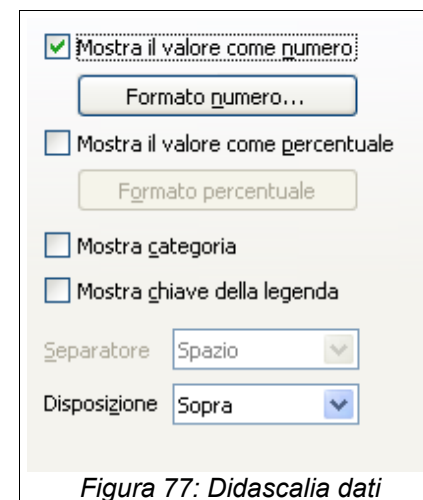 Mostra il valore come numero
Formato numero...
Mostra il valore come percentuale
Formato percentuale
Mostra categoria
Mostra chiave della legenda
Separatore Spazio
Disposizione Sopra
Figura 77: Didascalia dati